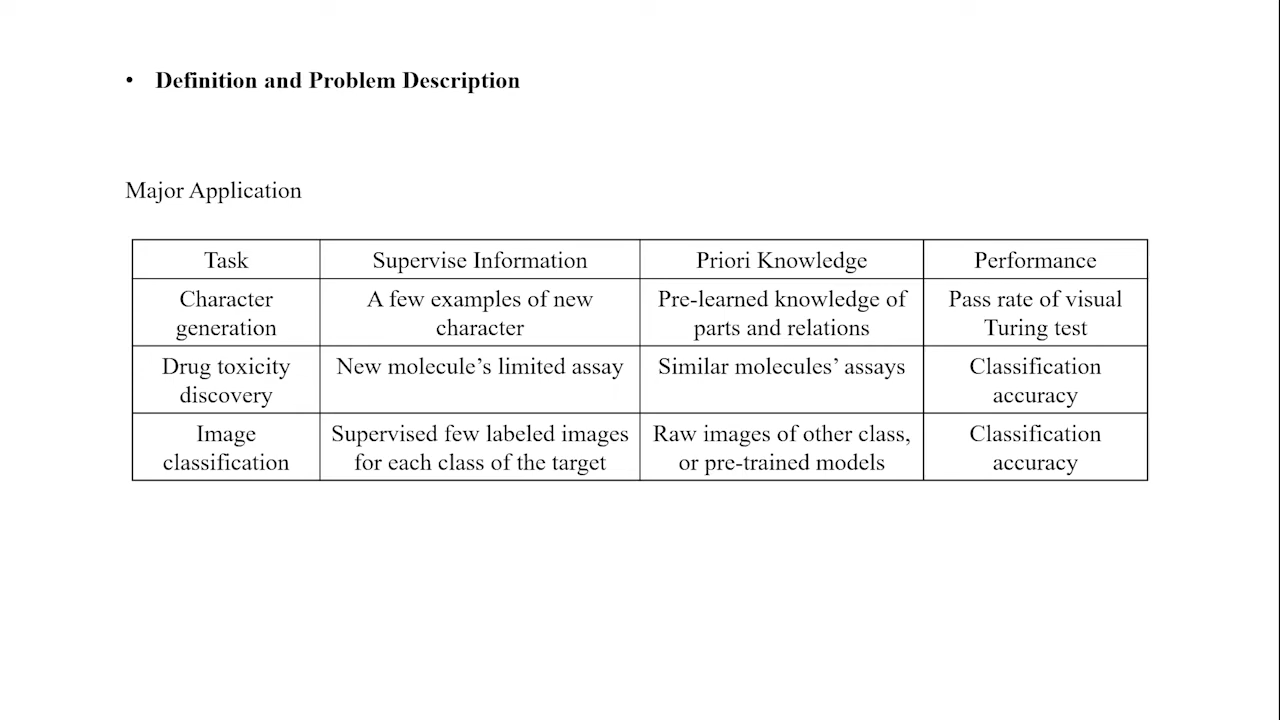 • Definition and Problem Description
Major Application
Task Supervise Information Priori Knowledge Performance
Character generation A few examples of new character Pre-learned knowledge of parts and relations Pass rate of visual Turing test
Drug toxicity discovery New molecule’s limited assay Similar molecules’ assays Classification accuracy
Image classification Supervised few labeled images for each class of the target Raw images of other class, or pre-trained models Classification accuracy